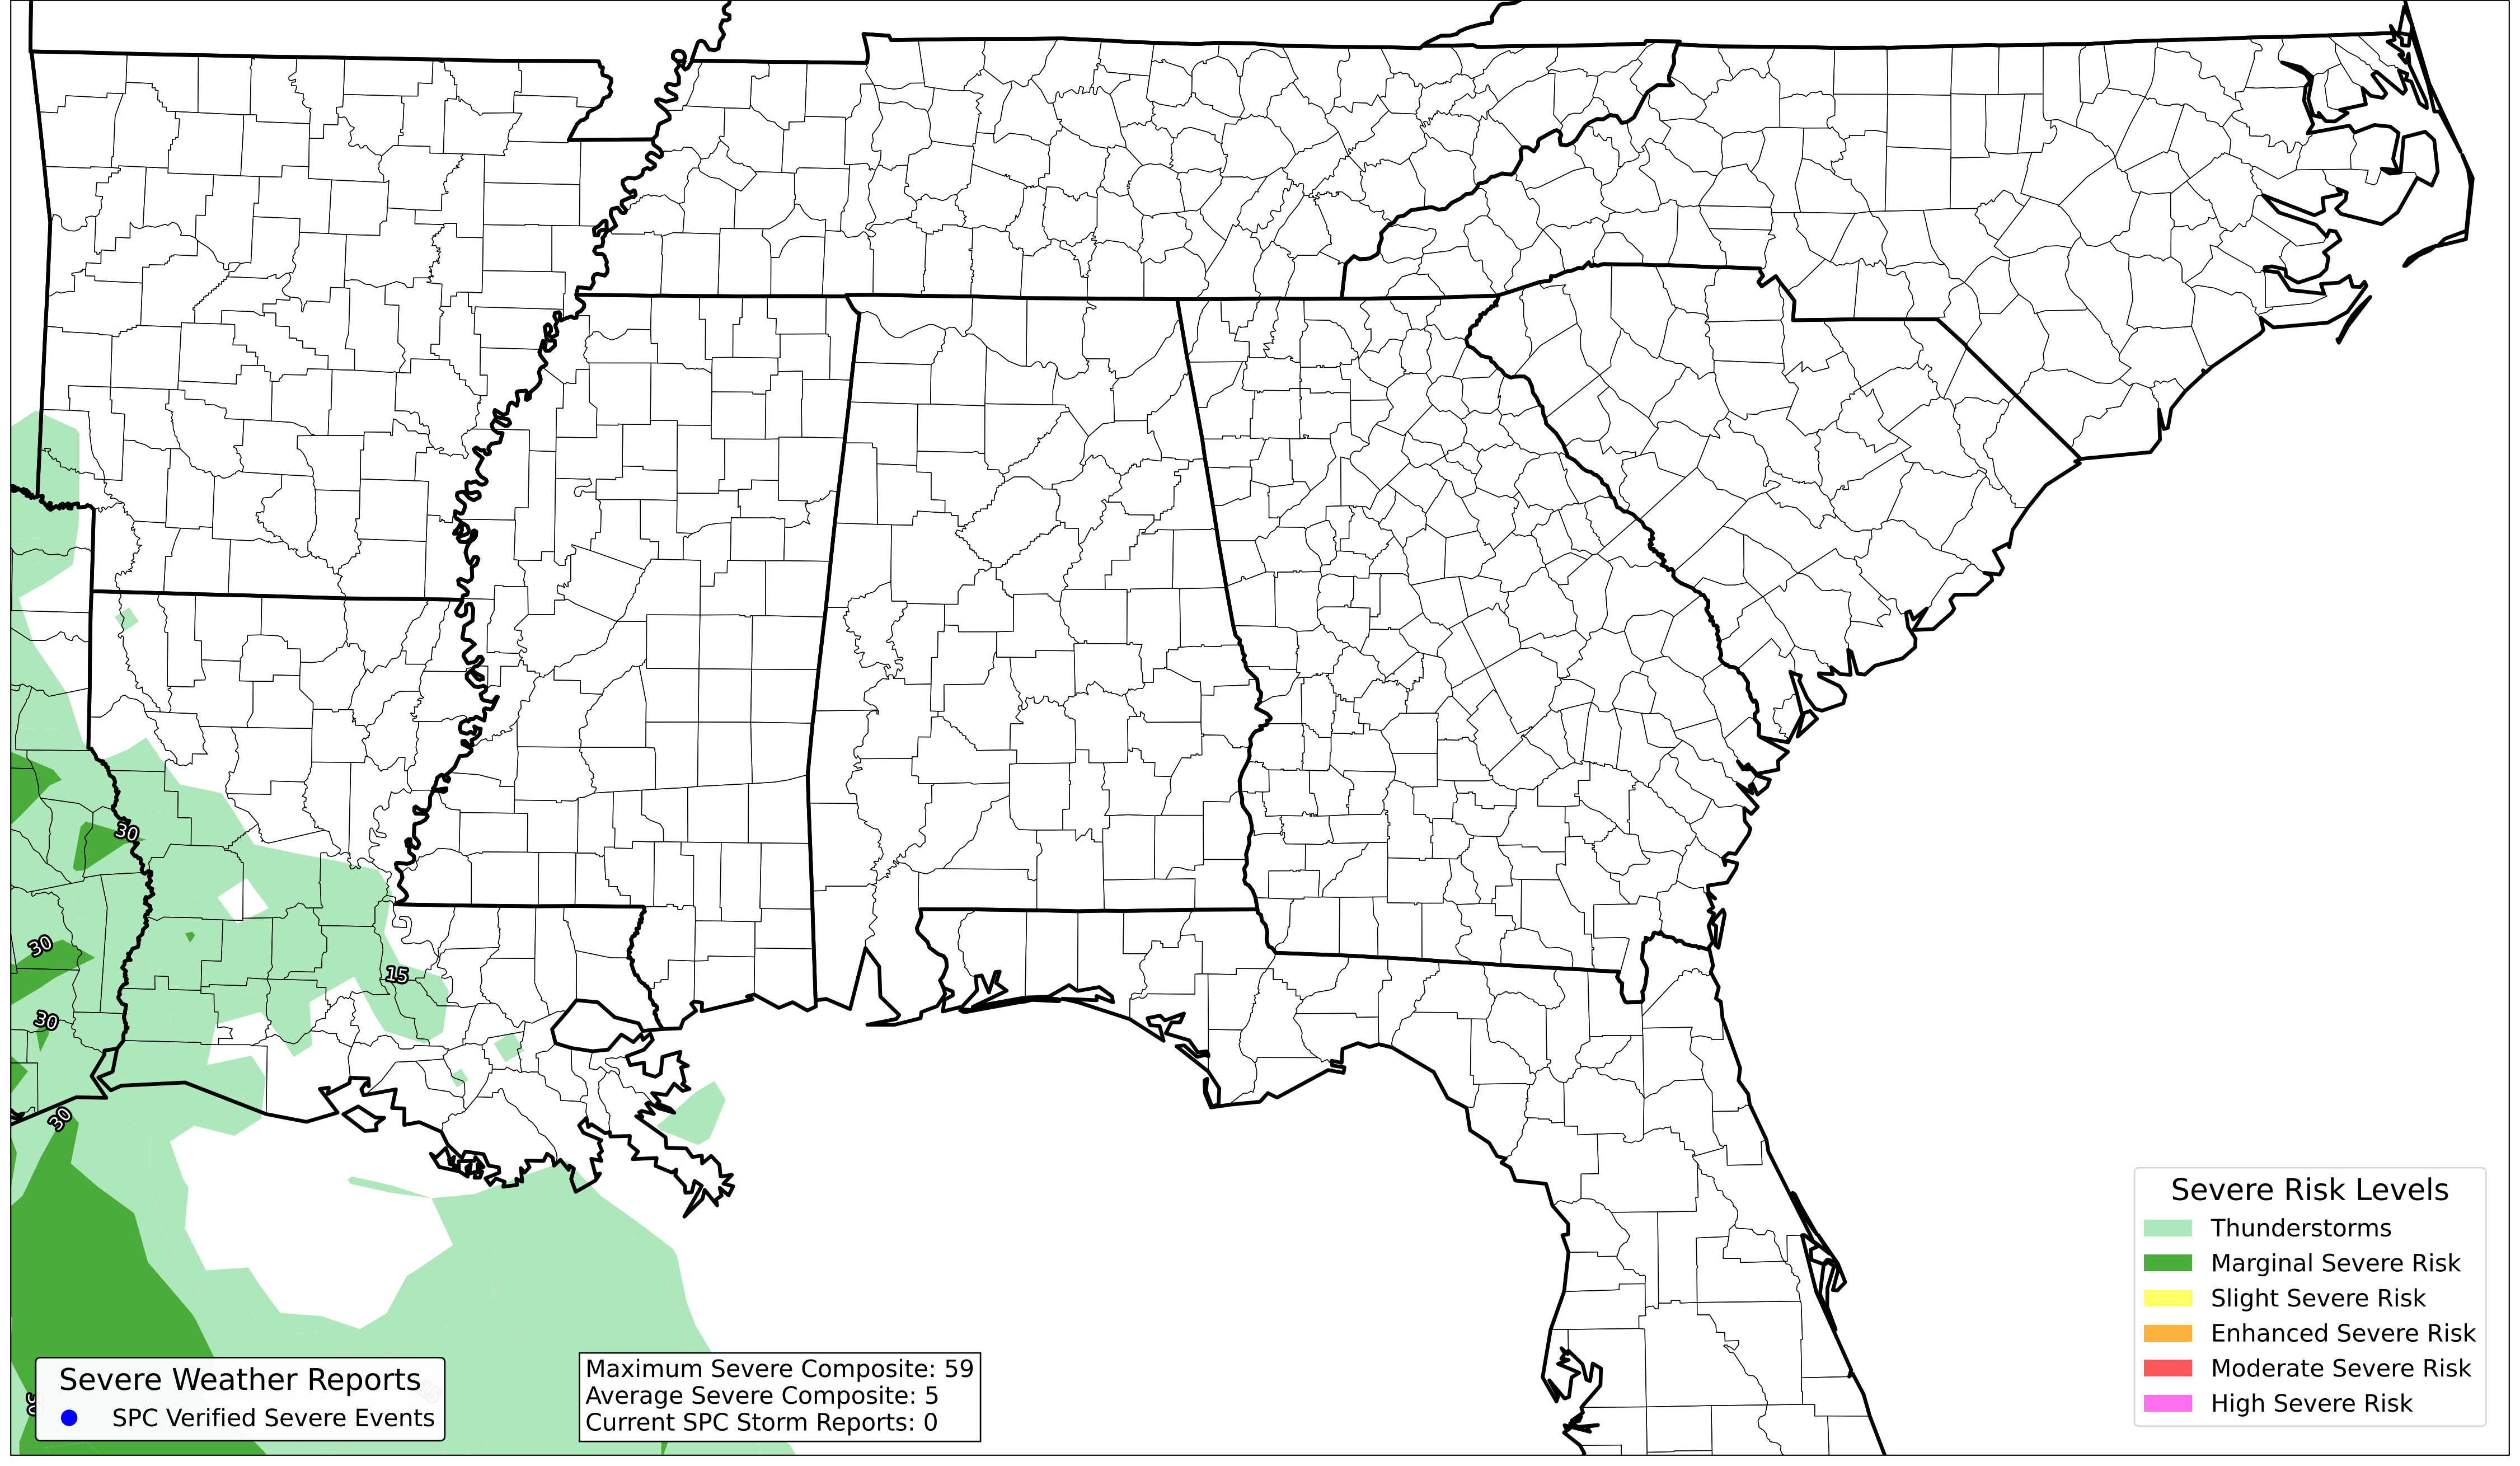 30
30
15
30
30
Severe Weather Reports
SPC Verified Severe Events
Maximum Severe Composite: 59
Average Severe Composite: 5
Current SPC Storm Reports: 0
Severe Risk Levels
Thunderstorms
Marginal Severe Risk
Slight Severe Risk
Enhanced Severe Risk
Moderate Severe Risk
High Severe Risk